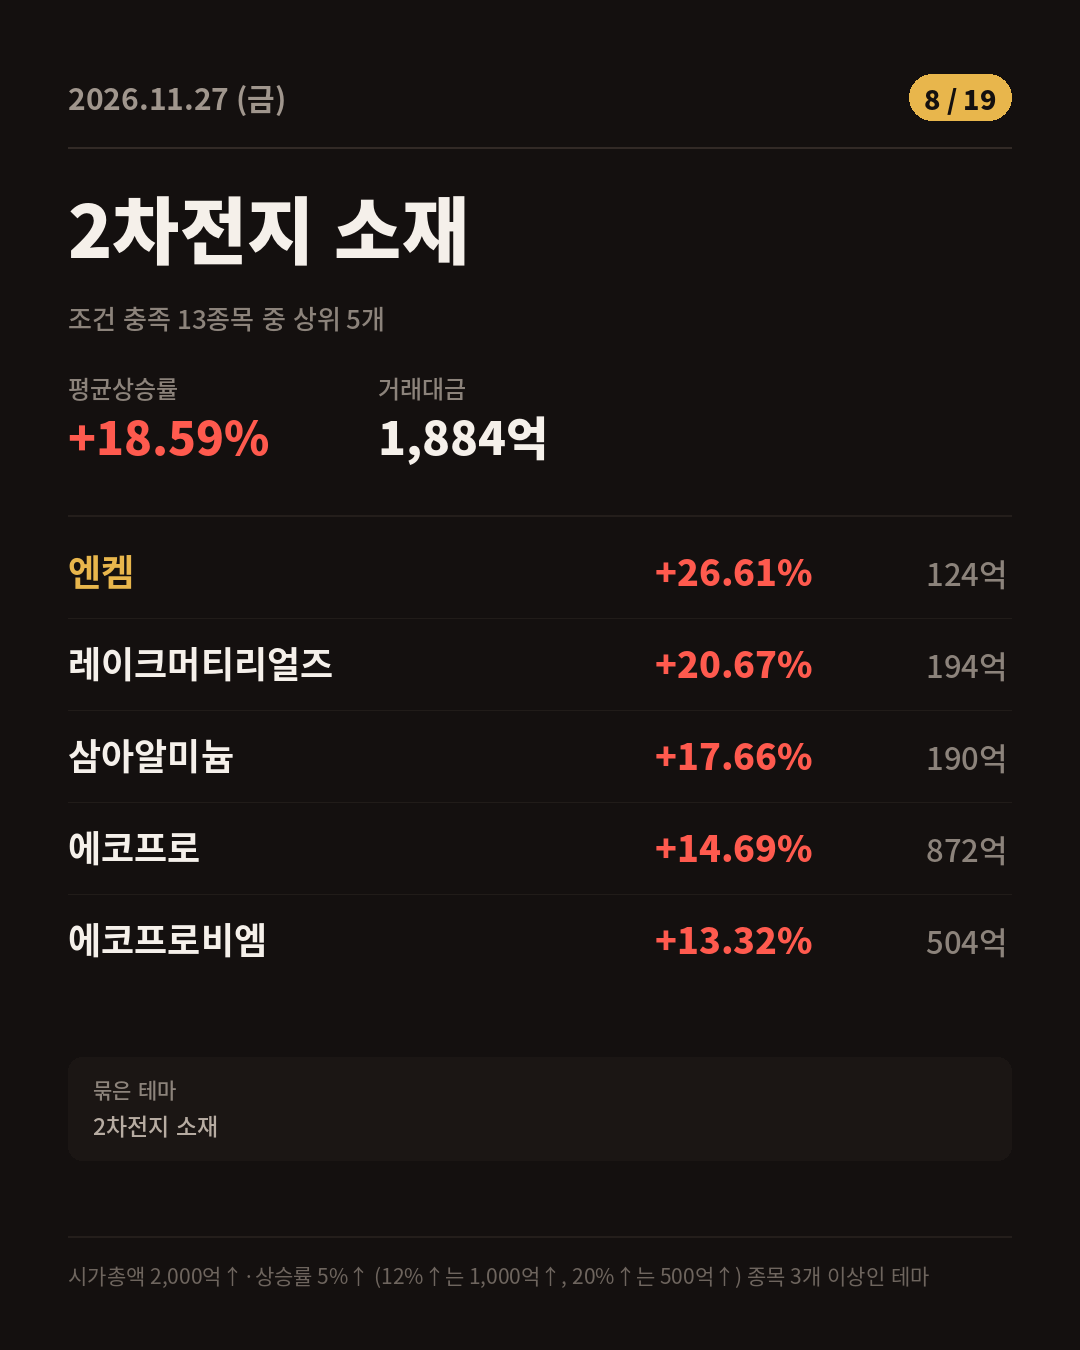 2026.11.27 (금)
8 / 19
2차전지 소재
조건 충족 13종목 중 상위 5개
평균상승률 거래대금
+18.59% 1,884억
엔켐 +26.61% 124억
레이크머티리얼즈 +20.67% 194억
삼아알미늄 +17.66% 190억
에코프로 +14.69% 872억
에코프로비엠 +13.32% 504억
묶은 테마
2차전지 소재
시가총액 2,000억↑ · 상승률 5%↑ (12%↑는 1,000억↑, 20%↑는 500억↑) 종목 3개 이상인 테마